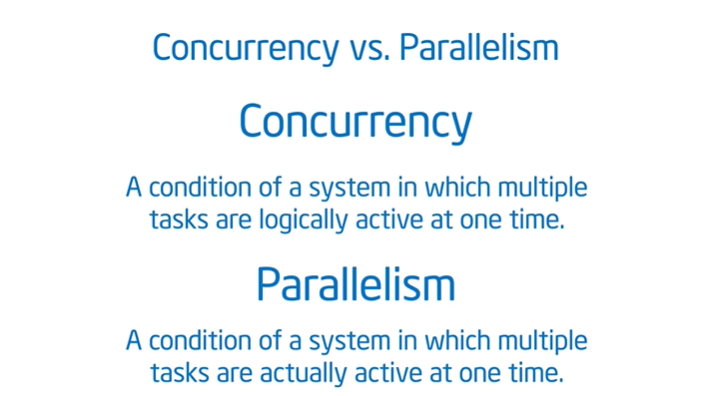 Concurrency vs. Parallelism
Concurrency
A condition of a system in which multiple
tasks are logically active at one time.
Parallelism
A condition of a system in which multiple
tasks are actually active at one time.